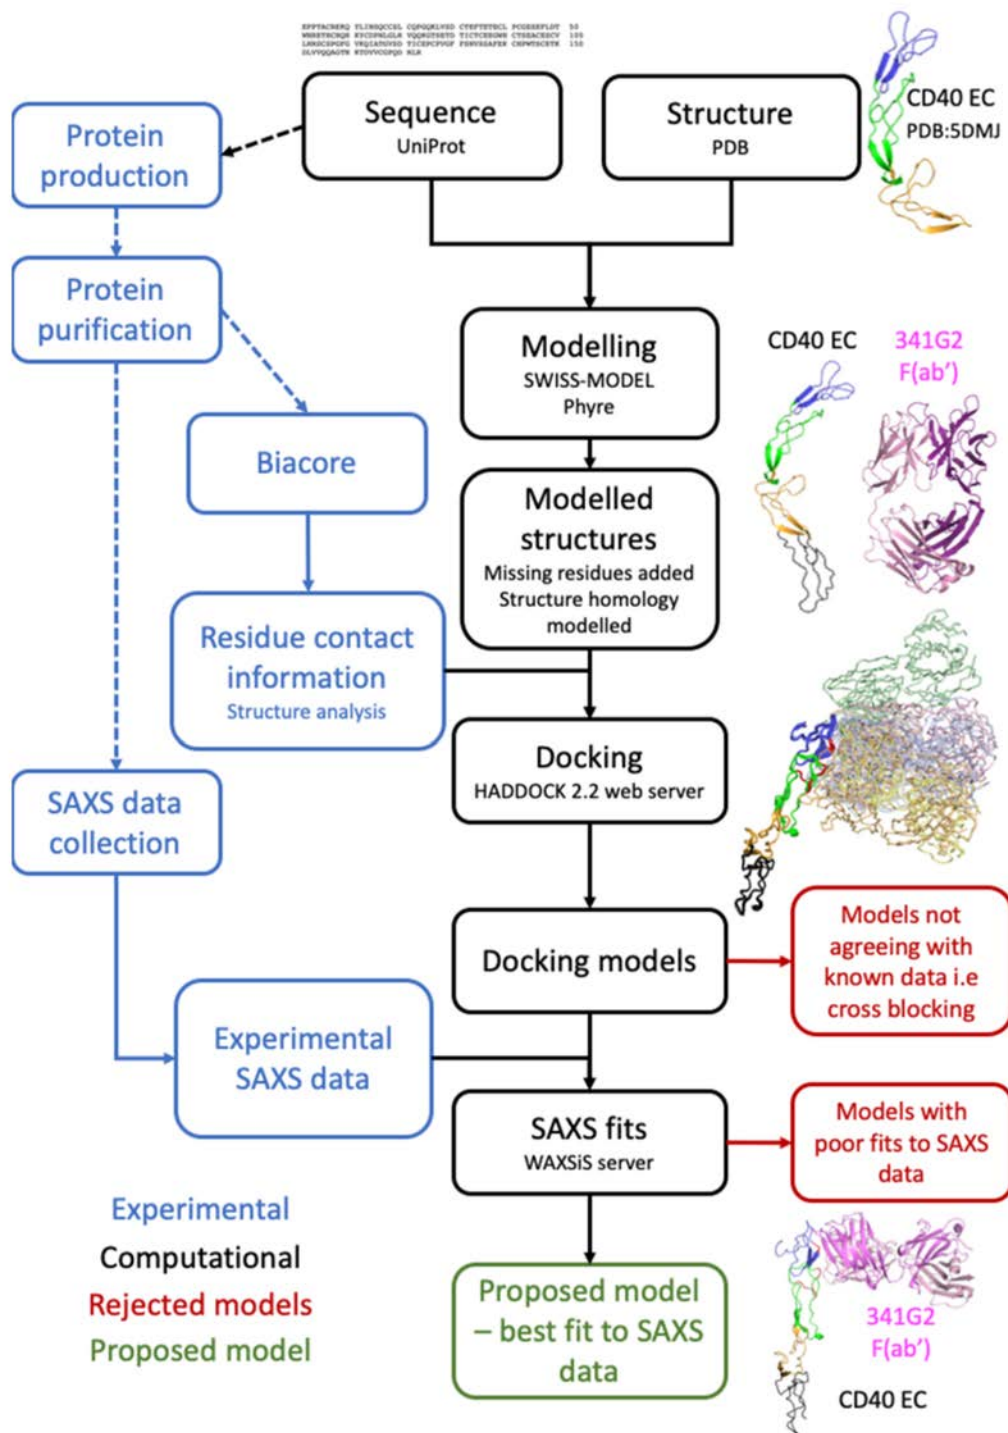 Sequence
UniProt
Structure
PDB
CD40 EC
PDB:5DMJ
Protein
production
Protein
purification
Modelling
SWISS-MODEL
Phyre
CD40 EC
341G2
F(ab’)
Biacore
Modelled
structures
Missing residues added
Structure homology
modelled
Residue contact
information
Structure analysis
Docking
HADDOCK 2.2 web server
SAXS data
collection
Docking models
Models not
agreeing with
known data i.e
cross blocking
Experimental
SAXS data
SAXS fits
WAXSiS server
Models with
poor fits to SAXS
data
Experimental
Computational
Rejected models
Proposed model
Proposed model
– best fit to SAXS
data
341G2
F(ab’)
CD40 EC